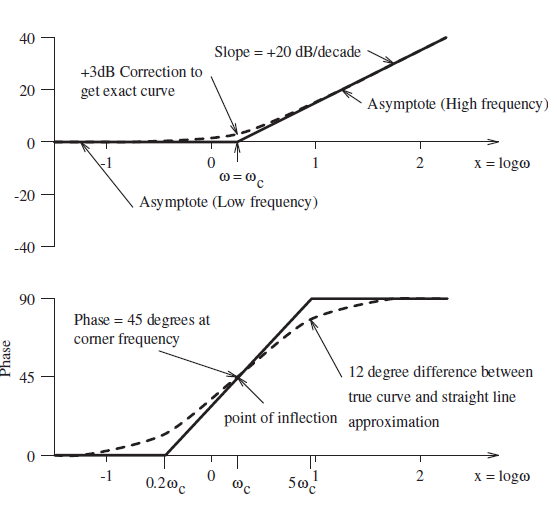 40
Slope = +20 dB/decade
+3dB Correction to
get exact curve
20
Asymptote (High frequency)
0
-1
0
1
2
x = logω
ω = ωc
-20
Asymptote (Low frequency)
-40
90
Phase = 45 degrees at
corner frequency
Phase
45
12 degree difference between
true curve and straight line
approximation
point of inflection
0
-1
0
1
2
x = logω
0.2ωc
ωc
5ωc